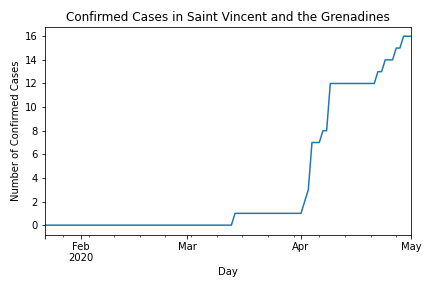 Confirmed Cases in Saint Vincent and the Grenadines
Number of Confirmed Cases
16
14
12
10
8
6
4
2
0
Feb
2020
Mar
Apr
May
Day